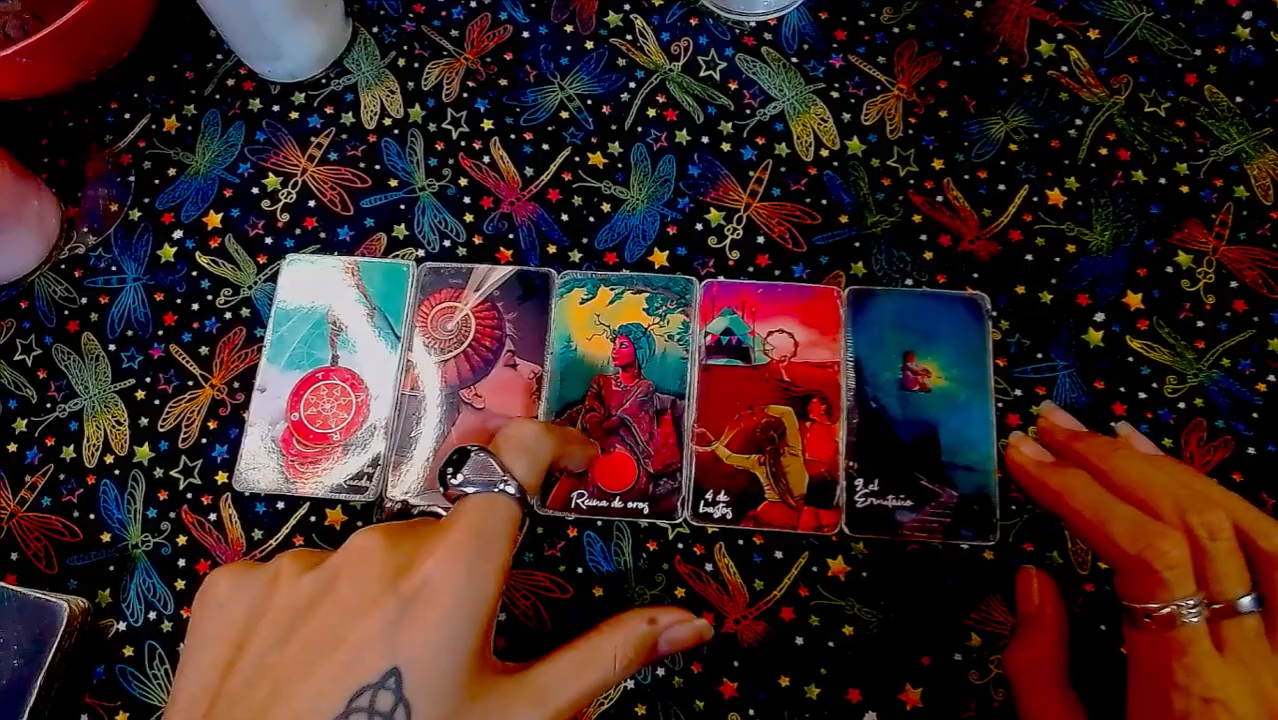 Reina de oros
4 de
bastos
9 el
Ermitaño